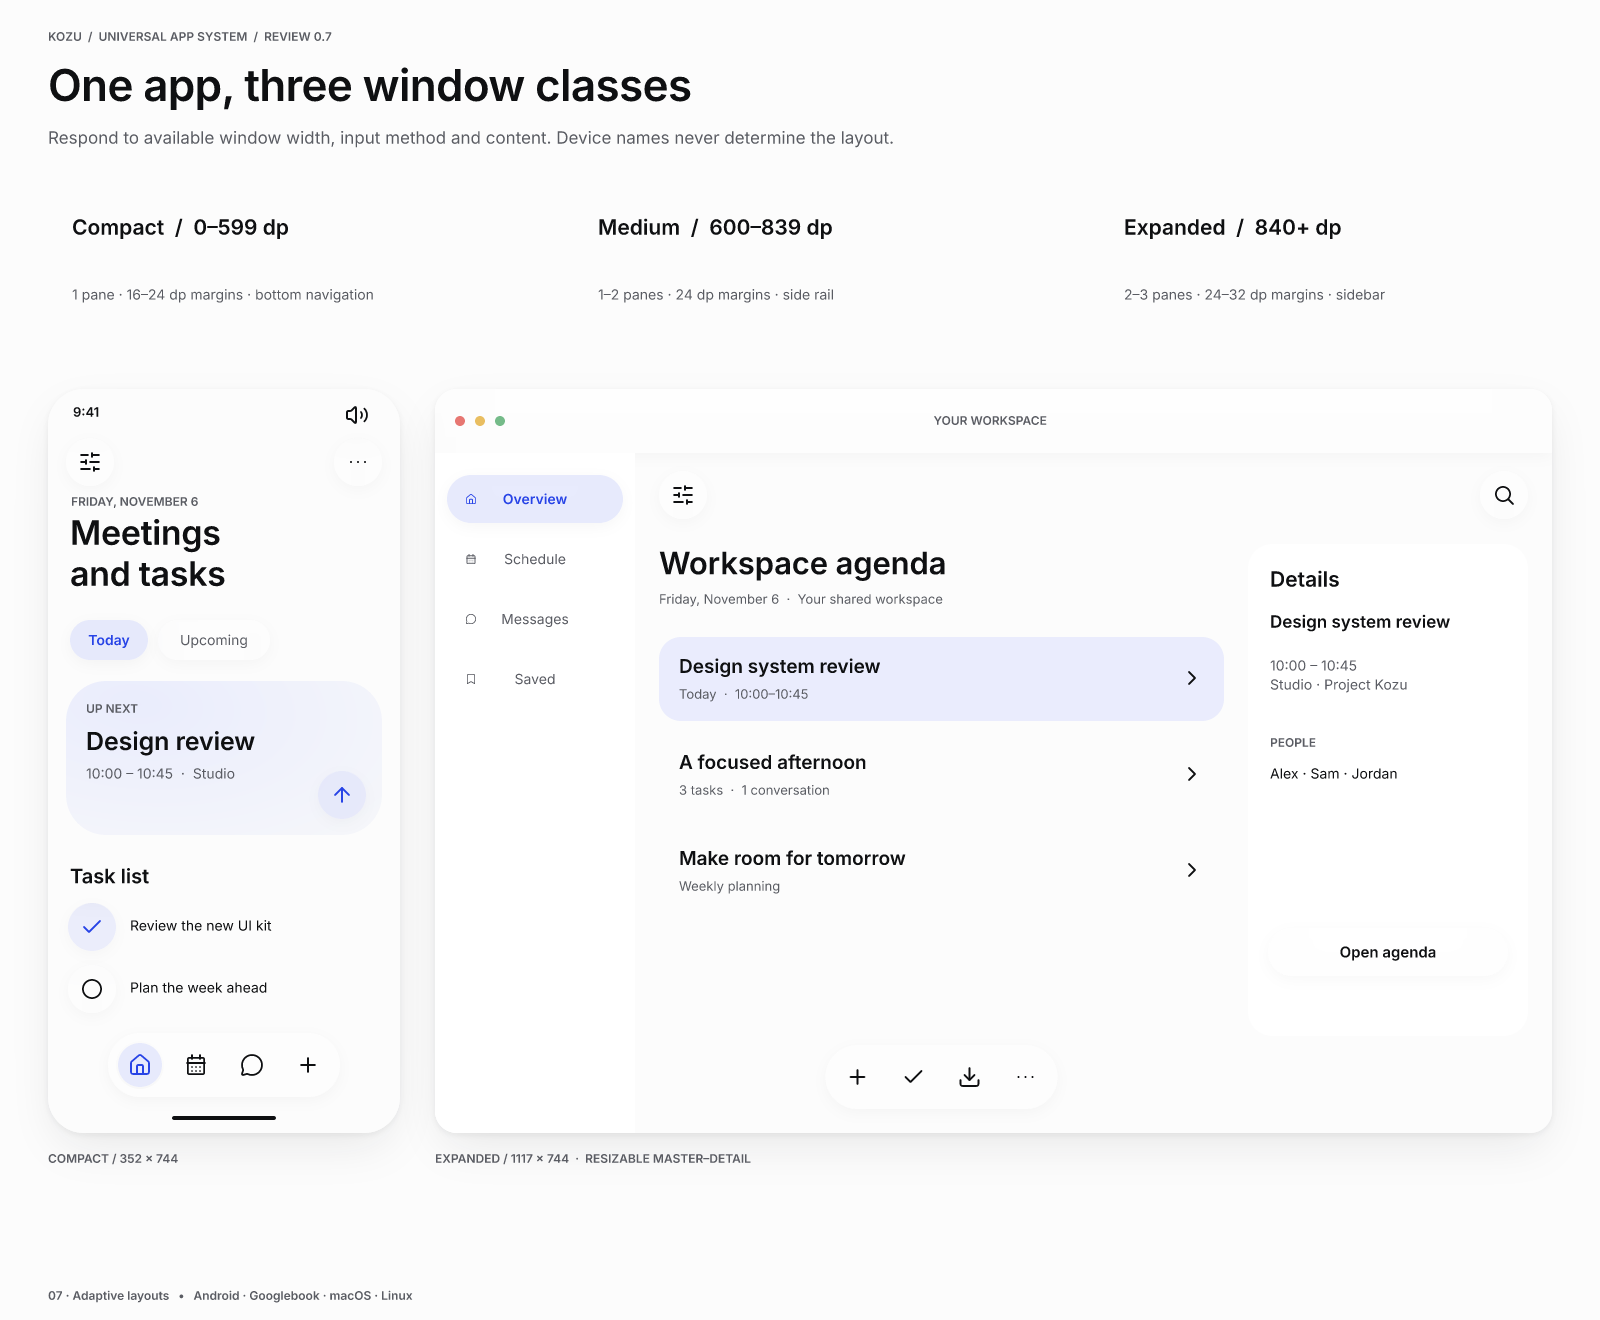 KOZU / UNIVERSAL APP SYSTEM / REVIEW 0.7
One app, three window classes
Respond to available window width, input method and content. Device names never determine the layout.
Compact / 0–599 dp
1 pane · 16–24 dp margins · bottom navigation
Medium / 600–839 dp
1–2 panes · 24 dp margins · side rail
Expanded / 840+ dp
2–3 panes · 24–32 dp margins · sidebar
9:41
FRIDAY, NOVEMBER 6
Meetings
and tasks
Today
Upcoming
UP NEXT
Design review
10:00 – 10:45 · Studio
Task list
Review the new UI kit
Plan the week ahead
COMPACT / 352 × 744
YOUR WORKSPACE
Overview
Schedule
Messages
Saved
Workspace agenda
Friday, November 6 · Your shared workspace
Design system review
Today · 10:00–10:45
A focused afternoon
3 tasks · 1 conversation
Make room for tomorrow
Weekly planning
Details
Design system review
10:00 – 10:45
Studio · Project Kozu
PEOPLE
Alex · Sam · Jordan
Open agenda
EXPANDED / 1117 × 744 · RESIZABLE MASTER–DETAIL
07 · Adaptive layouts • Android · Googlebook · macOS · Linux